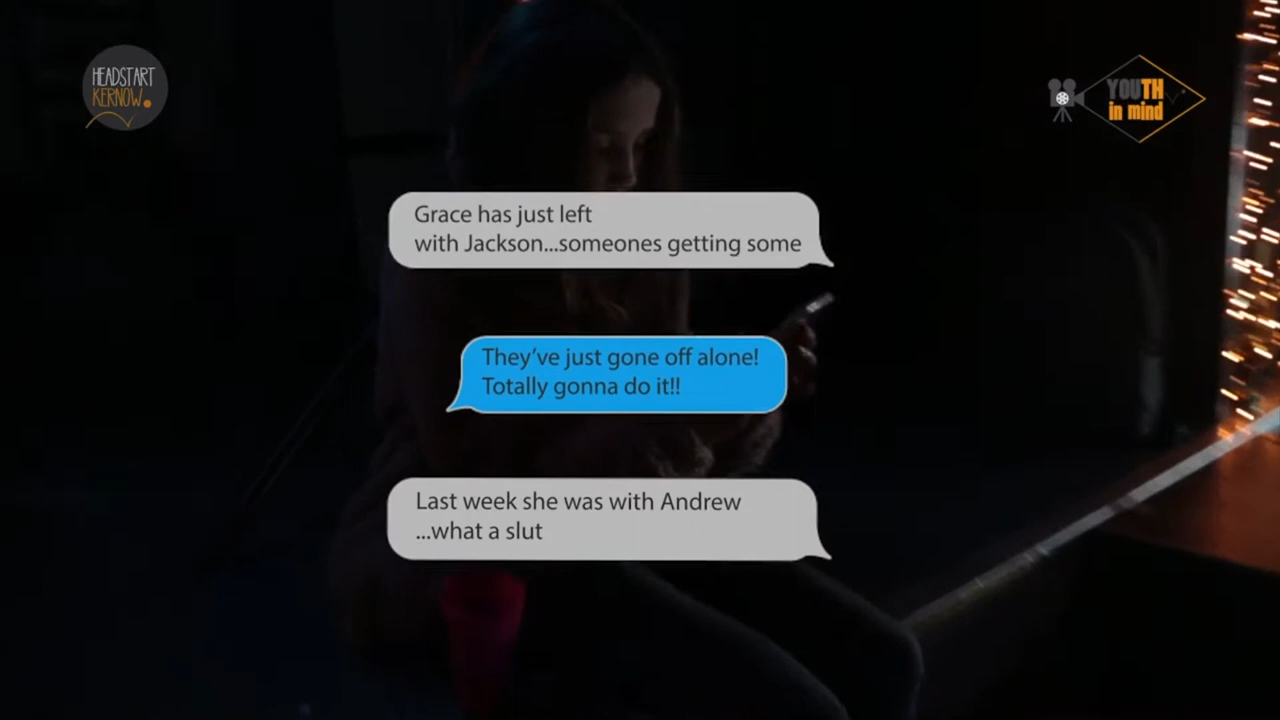 HEADSTART
KERNOW
YOUTH
in mind
Grace has just left
with Jackson...someones getting some
They've just gone off alone!
Totally gonna do it!!
Last week she was with Andrew
...what a slut